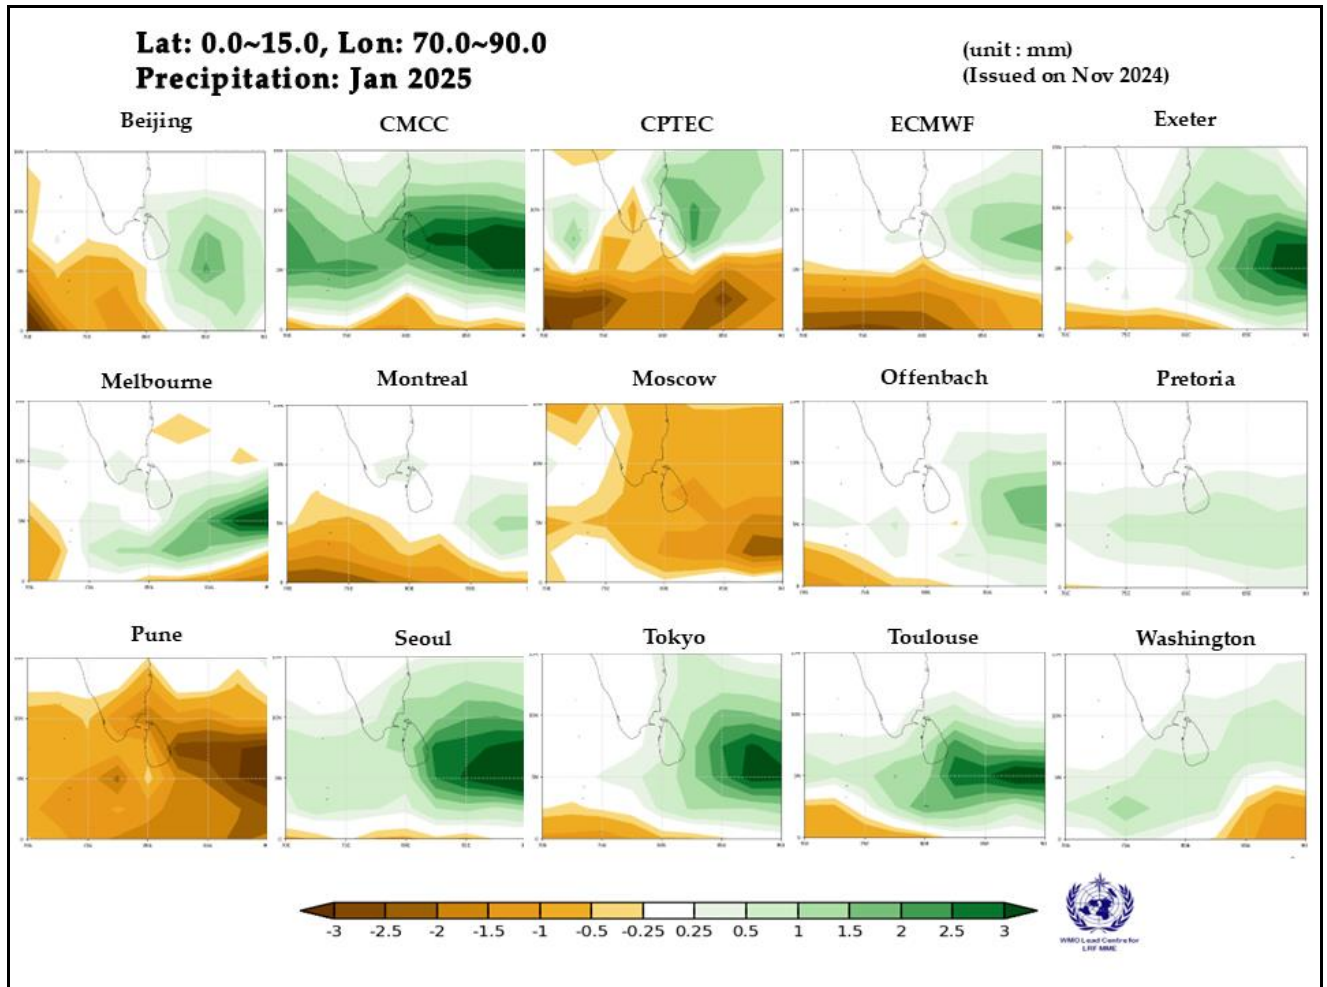 Lat: 0.0~15.0, Lon: 70.0~90.0
Precipitation: Jan 2025
(unit : mm)
(Issued on Nov 2024)
Beijing
CMCC
CPTEC
ECMWF
Exeter
Melbourne
Montreal
Moscow
Offenbach
Pretoria
Pune
Seoul
Tokyo
Toulouse
Washington
-3 -2.5 -2 -1.5 -1 -0.5 -0.25 0.25 0.5 1 1.5 2 2.5 3
WMO Lead Centre for
LRF MME